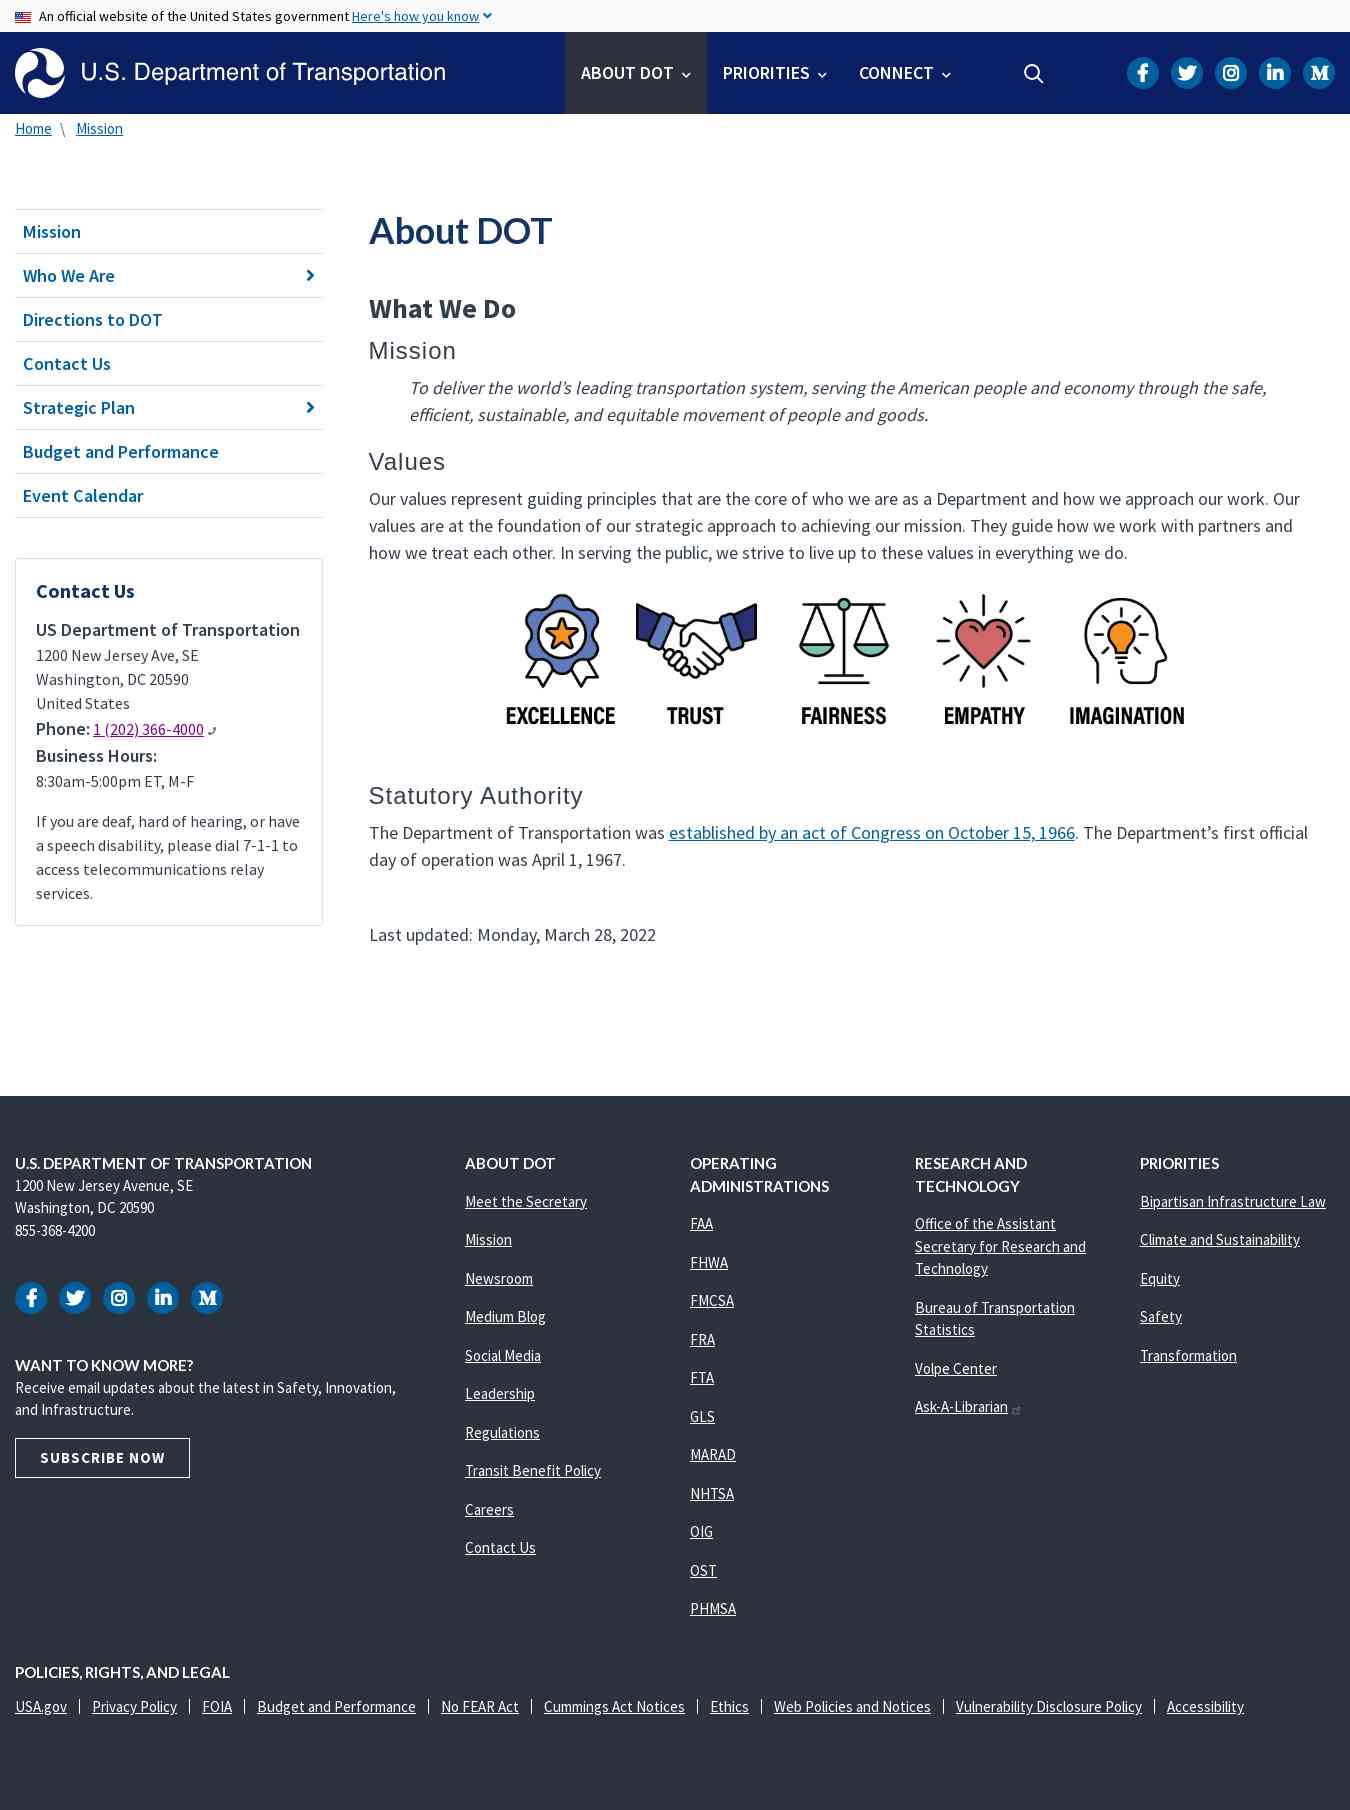 An official website of the United States government Here's how you know
U.S. Department of Transportation
ABOUT DOT
PRIORITIES
CONNECT
Home \ Mission
Mission
Who We Are
Directions to DOT
Contact Us
Strategic Plan
Budget and Performance
Event Calendar
Contact Us
US Department of Transportation
1200 New Jersey Ave, SE
Washington, DC 20590
United States
Phone: 1 (202) 366-4000
Business Hours:
8:30am-5:00pm ET, M-F
If you are deaf, hard of hearing, or have
a speech disability, please dial 7-1-1 to
access telecommunications relay
services.
About DOT
What We Do
Mission
To deliver the world’s leading transportation system, serving the American people and economy through the safe,
efficient, sustainable, and equitable movement of people and goods.
Values
Our values represent guiding principles that are the core of who we are as a Department and how we approach our work. Our
values are at the foundation of our strategic approach to achieving our mission. They guide how we work with partners and
how we treat each other. In serving the public, we strive to live up to these values in everything we do.
EXCELLENCE
TRUST
FAIRNESS
EMPATHY
IMAGINATION
Statutory Authority
The Department of Transportation was established by an act of Congress on October 15, 1966. The Department’s first official
day of operation was April 1, 1967.
Last updated: Monday, March 28, 2022
U.S. DEPARTMENT OF TRANSPORTATION
1200 New Jersey Avenue, SE
Washington, DC 20590
855-368-4200
WANT TO KNOW MORE?
Receive email updates about the latest in Safety, Innovation,
and Infrastructure.
SUBSCRIBE NOW
ABOUT DOT
Meet the Secretary
Mission
Newsroom
Medium Blog
Social Media
Leadership
Regulations
Transit Benefit Policy
Careers
Contact Us
OPERATING
ADMINISTRATIONS
FAA
FHWA
FMCSA
FRA
FTA
GLS
MARAD
NHTSA
OIG
OST
PHMSA
RESEARCH AND
TECHNOLOGY
Office of the Assistant
Secretary for Research and
Technology
Bureau of Transportation
Statistics
Volpe Center
Ask-A-Librarian
PRIORITIES
Bipartisan Infrastructure Law
Climate and Sustainability
Equity
Safety
Transformation
POLICIES, RIGHTS, AND LEGAL
USA.gov | Privacy Policy | FOIA | Budget and Performance | No FEAR Act | Cummings Act Notices | Ethics | Web Policies and Notices | Vulnerability Disclosure Policy | Accessibility